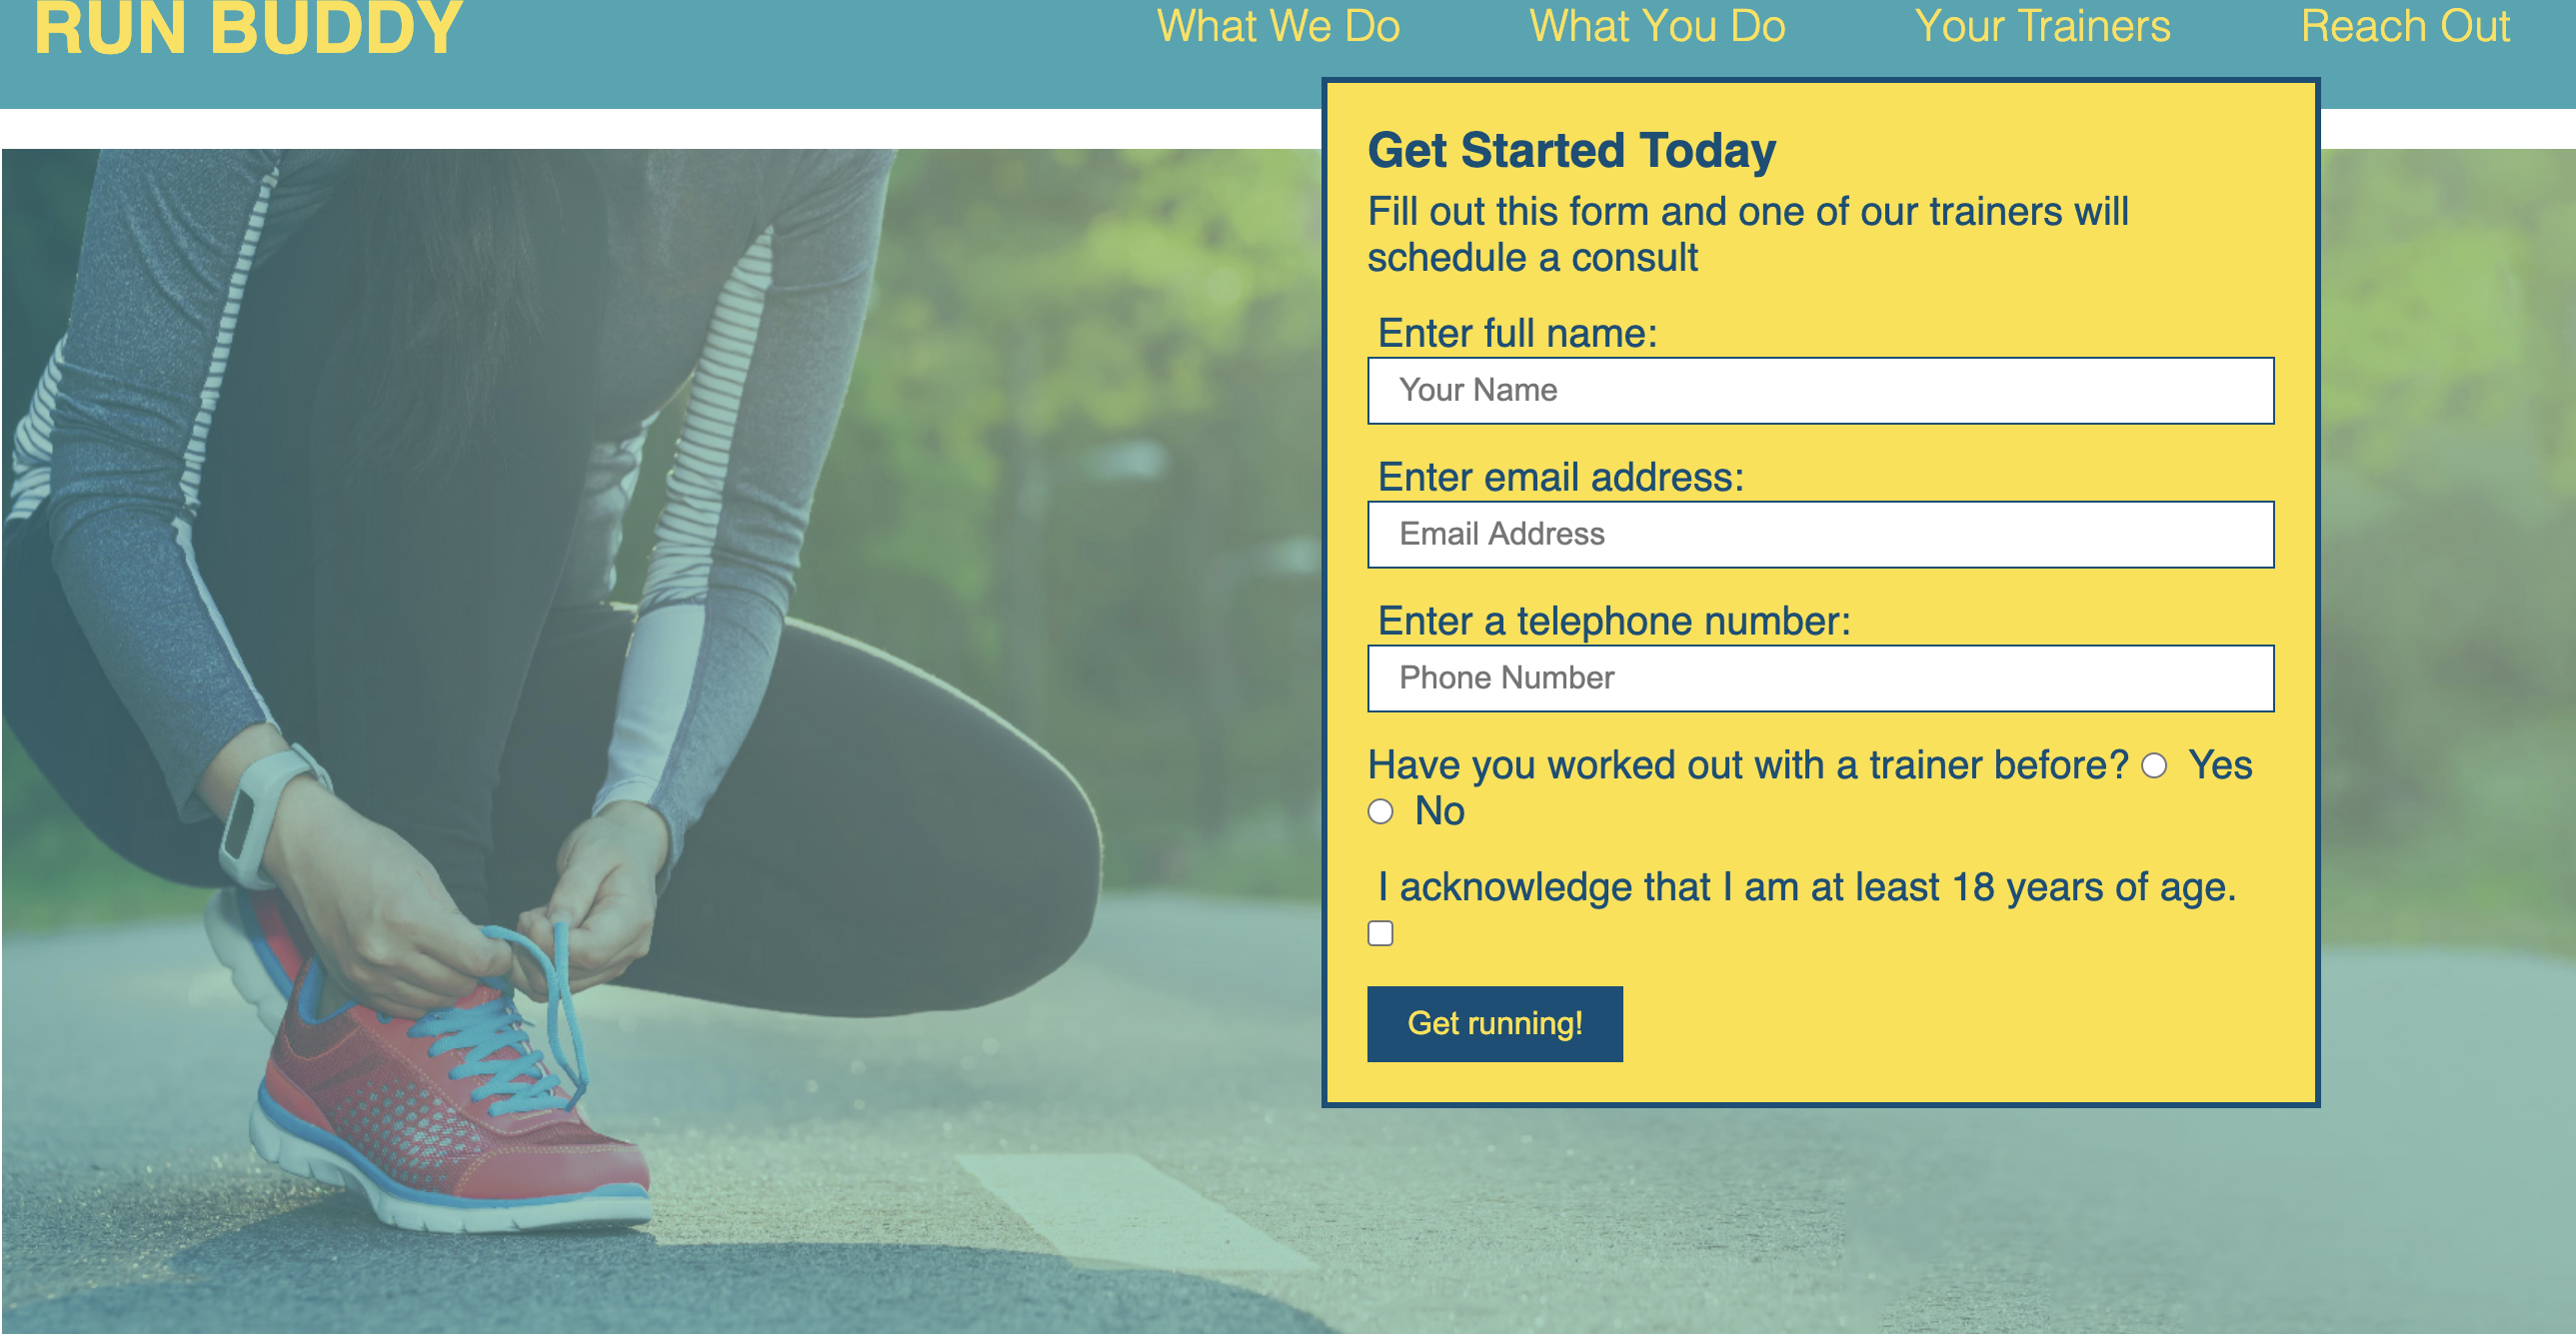 RUN BUDDY
What We Do
What You Do
Your Trainers
Reach Out
Get Started Today
Fill out this form and one of our trainers will
schedule a consult
Enter full name:
Your Name
Enter email address:
Email Address
Enter a telephone number:
Phone Number
Have you worked out with a trainer before? Yes
No
I acknowledge that I am at least 18 years of age.
Get running!